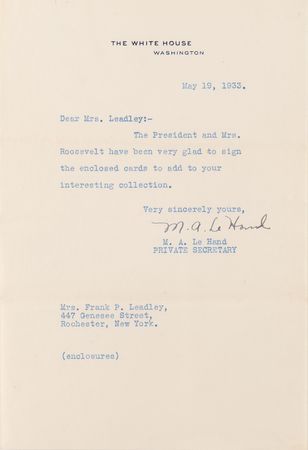 THE WHITE HOUSE
WASHINGTON
May 19, 1933.
Dear Mrs. Leadley:-
The President and Mrs.
Roosevelt have been very glad to sign
the enclosed cards to add to your
interesting collection.
Very sincerely yours,
M. A. Le Hand
M. A. Le Hand
PRIVATE SECRETARY
Mrs. Frank P. Leadley,
447 Genesee Street,
Rochester, New York.
(enclosures)